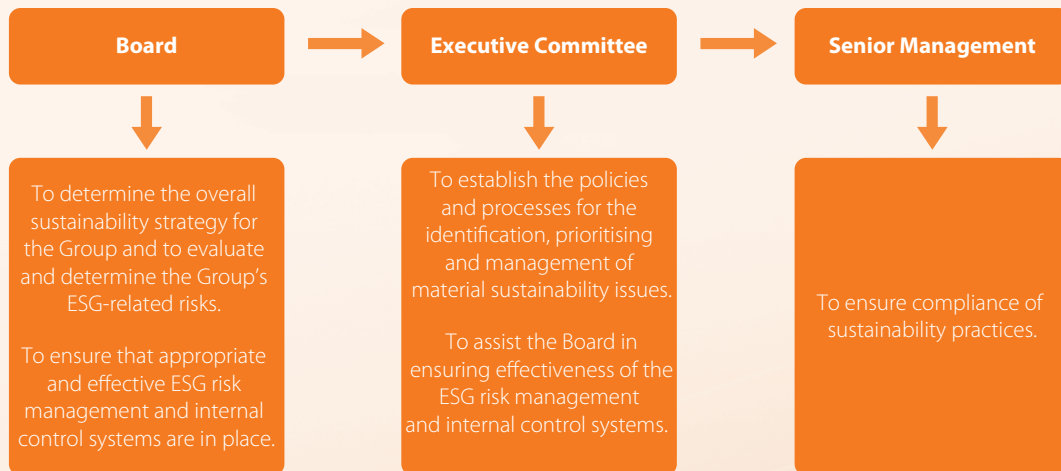 Board
Executive Committee
Senior Management
To determine the overall
sustainability strategy for
the Group and to evaluate
and determine the Group’s
ESG-related risks.
To ensure that appropriate
and effective ESG risk
management and internal
control systems are in place.
To establish the policies
and processes for the
identification, prioritising
and management of
material sustainability issues.
To assist the Board in
ensuring effectiveness of the
ESG risk management
and internal control systems.
To ensure compliance of
sustainability practices.